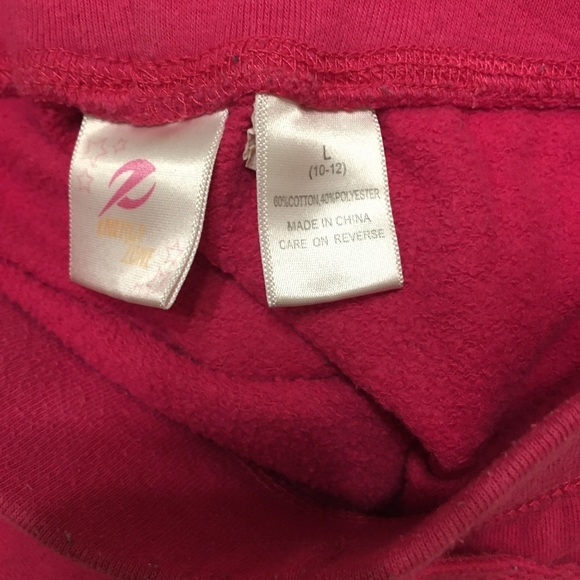 ENERGY
ZONE
L
(10-12)
60%COTTON,40%POLYESTER
MADE IN CHINA
CARE ON REVERSE